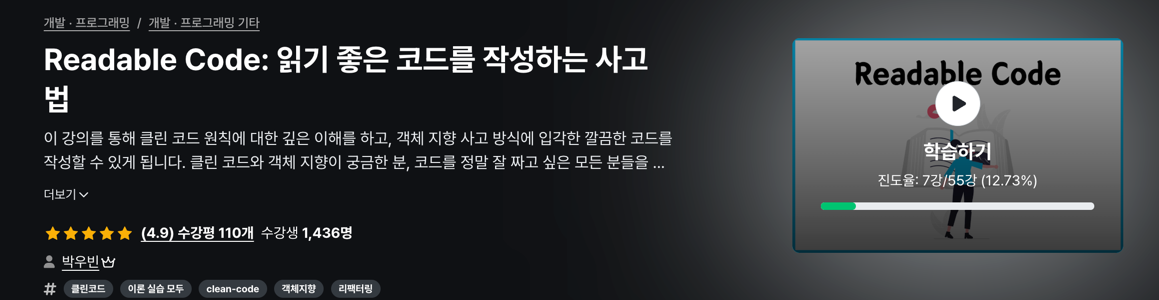 개발 · 프로그래밍 / 개발 · 프로그래밍 기타
Readable Code: 읽기 좋은 코드를 작성하는 사고
법
이 강의를 통해 클린 코드 원칙에 대한 깊은 이해를 하고, 객체 지향 사고 방식에 입각한 깔끔한 코드를
작성할 수 있게 됩니다. 클린 코드와 객체 지향이 궁금한 분, 코드를 정말 잘 짜고 싶은 모든 분들을 ...
더보기
(4.9) 수강평 110개 수강생 1,436명
박우빈
# 클린코드 이론 실습 모두 clean-code 객체지향 리팩터링
Readable Code
학습하기
진도율: 7강/55강 (12.73%)